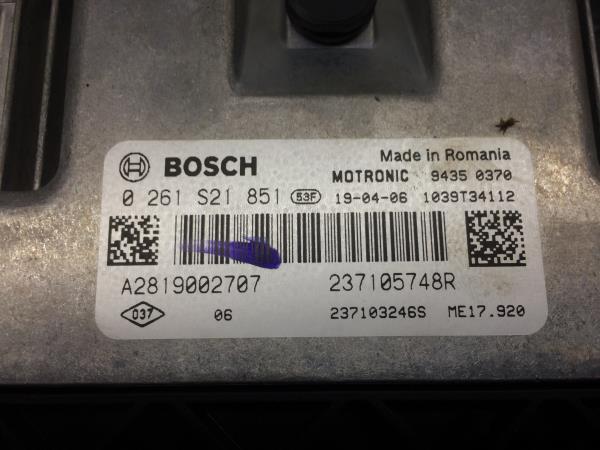 BOSCH Made in Romania
MOTRONIC 9435 0370
0 261 S21 851 53F 19-04-06 1039T34112
A2819002707 237105748R
037 06 237103246S ME17.920